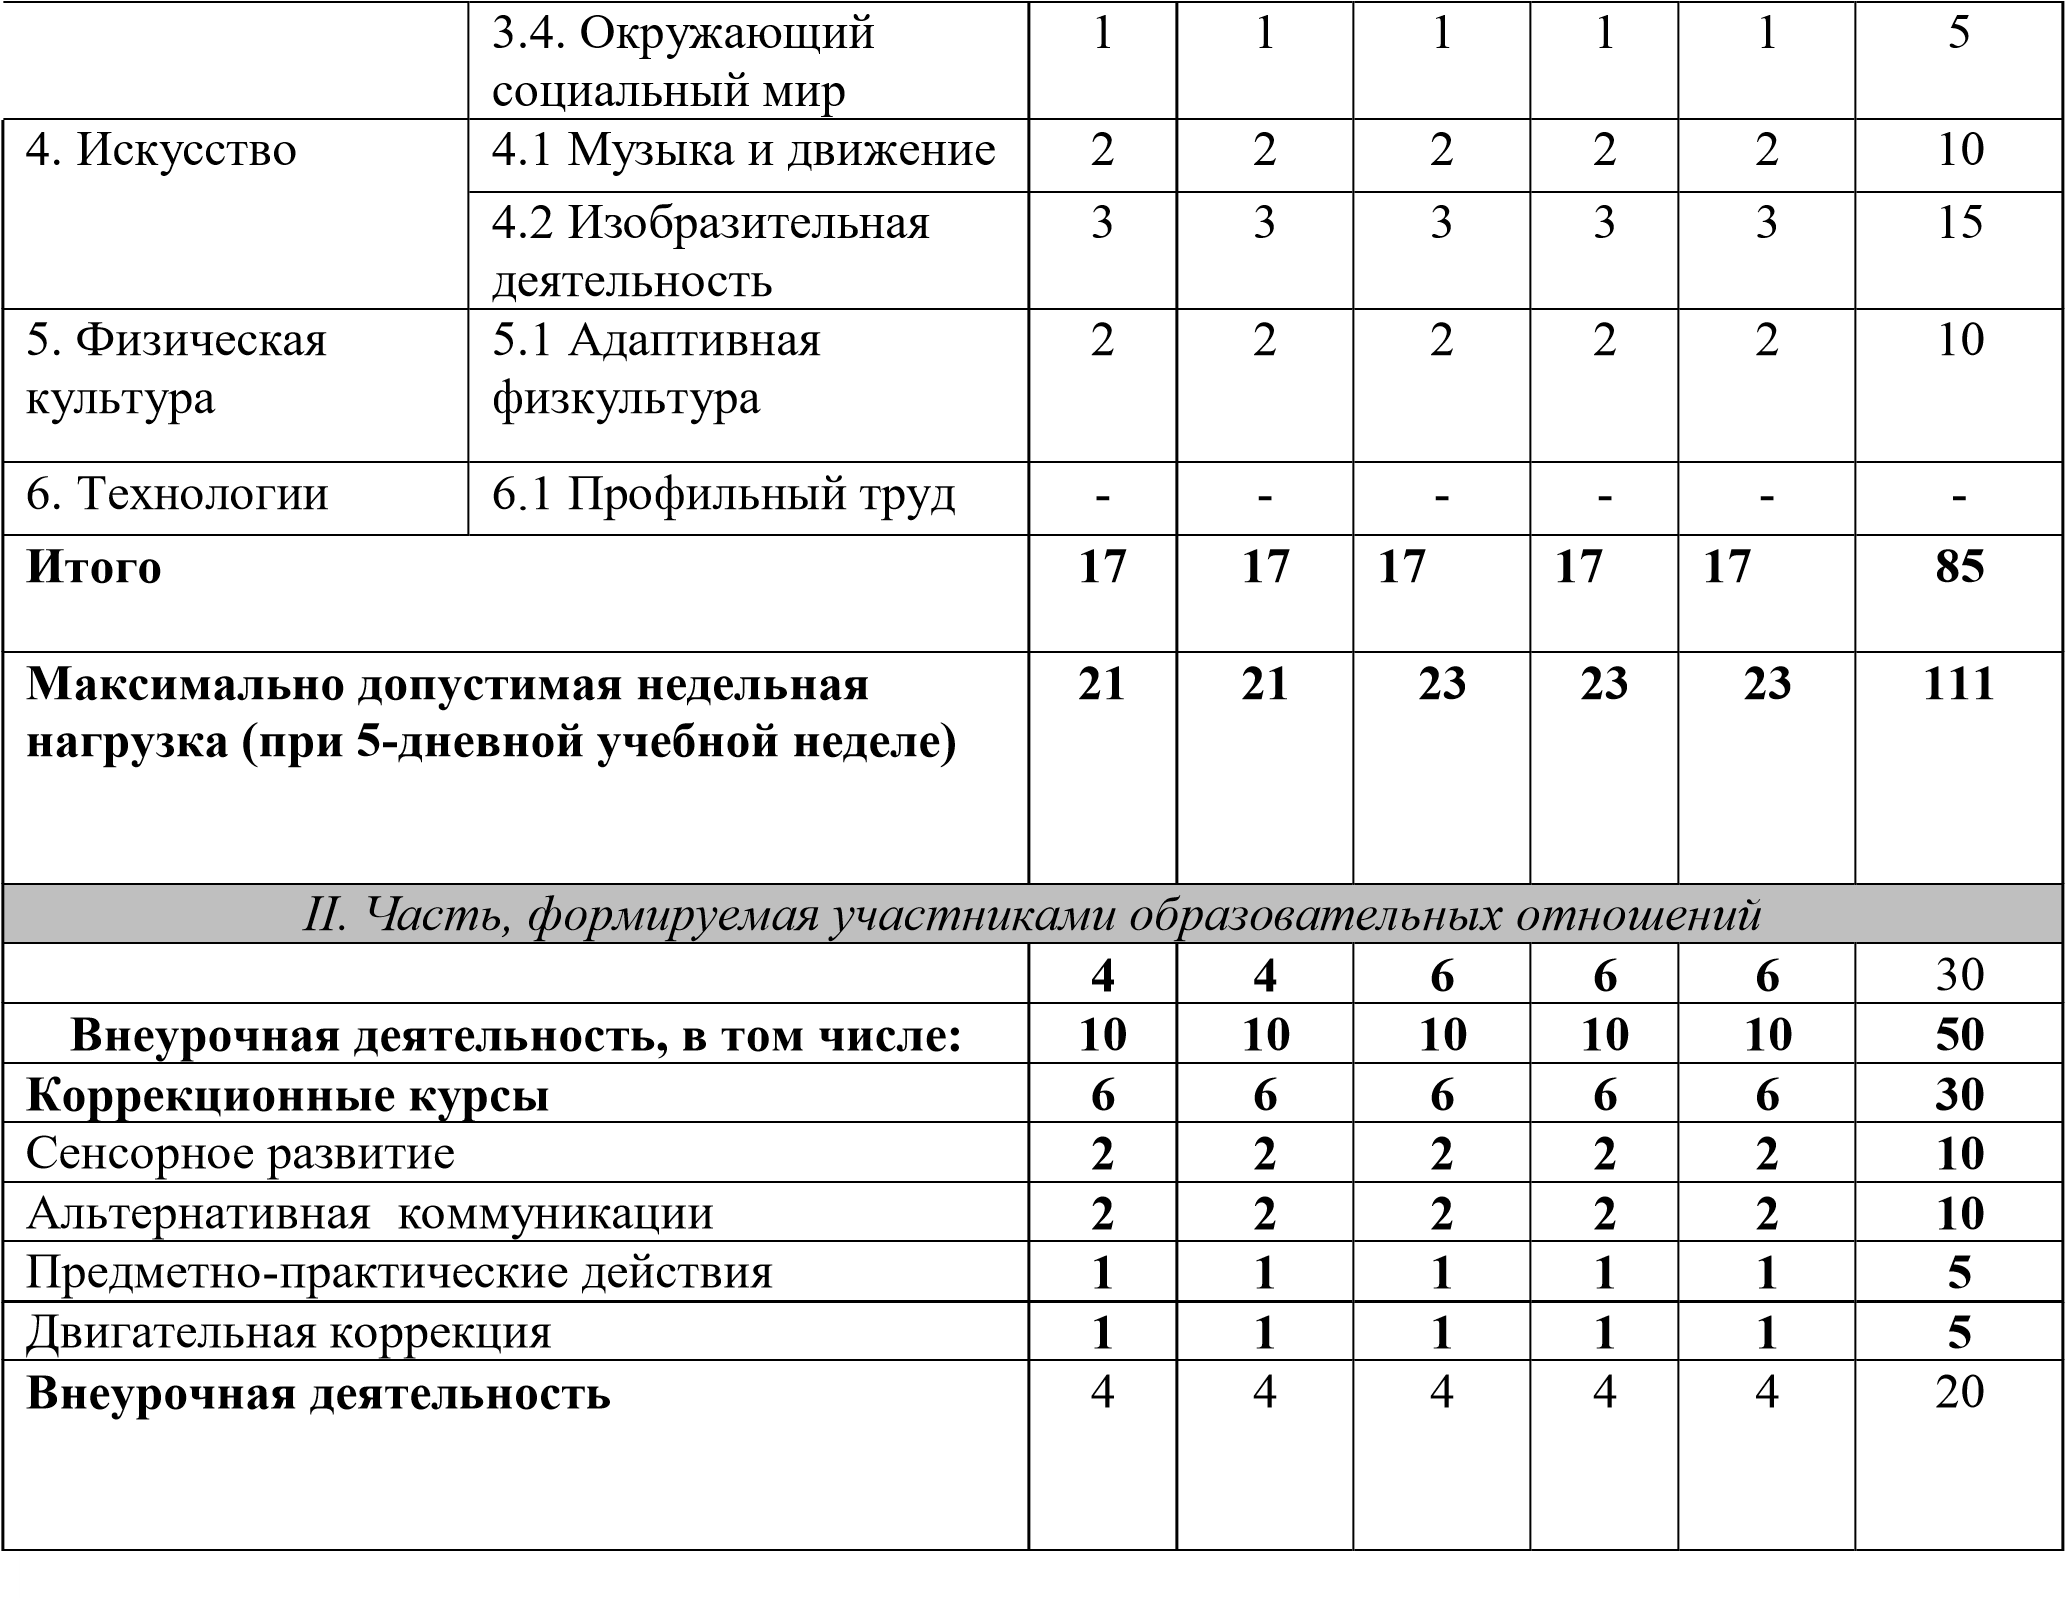 3.4. Окружающий 1 1 1 1 1 5
социальный мир
4. Искусство 4.1 Музыка и движение 2 2 2 2 2 10
4.2 Изобразительная 3 3 3 3 3 15
деятельность
5. Физическая 5.1 Адаптивная 2 2 2 2 2 10
культура физкультура
6. Технологии 6.1 Профильный труд - - - - - -
Итого 17 17 17 17 17 85
Максимально допустимая недельная 21 21 23 23 23 111
нагрузка (при 5-дневной учебной неделе)
II. Часть, формируемая участниками образовательных отношений
4 4 6 6 6 30
Внеурочная деятельность, в том числе: 10 10 10 10 10 50
Коррекционные курсы 6 6 6 6 6 30
Сенсорное развитие 2 2 2 2 2 10
Альтернативная коммуникации 2 2 2 2 2 10
Предметно-практические действия 1 1 1 1 1 5
Двигательная коррекция 1 1 1 1 1 5
Внеурочная деятельность 4 4 4 4 4 20